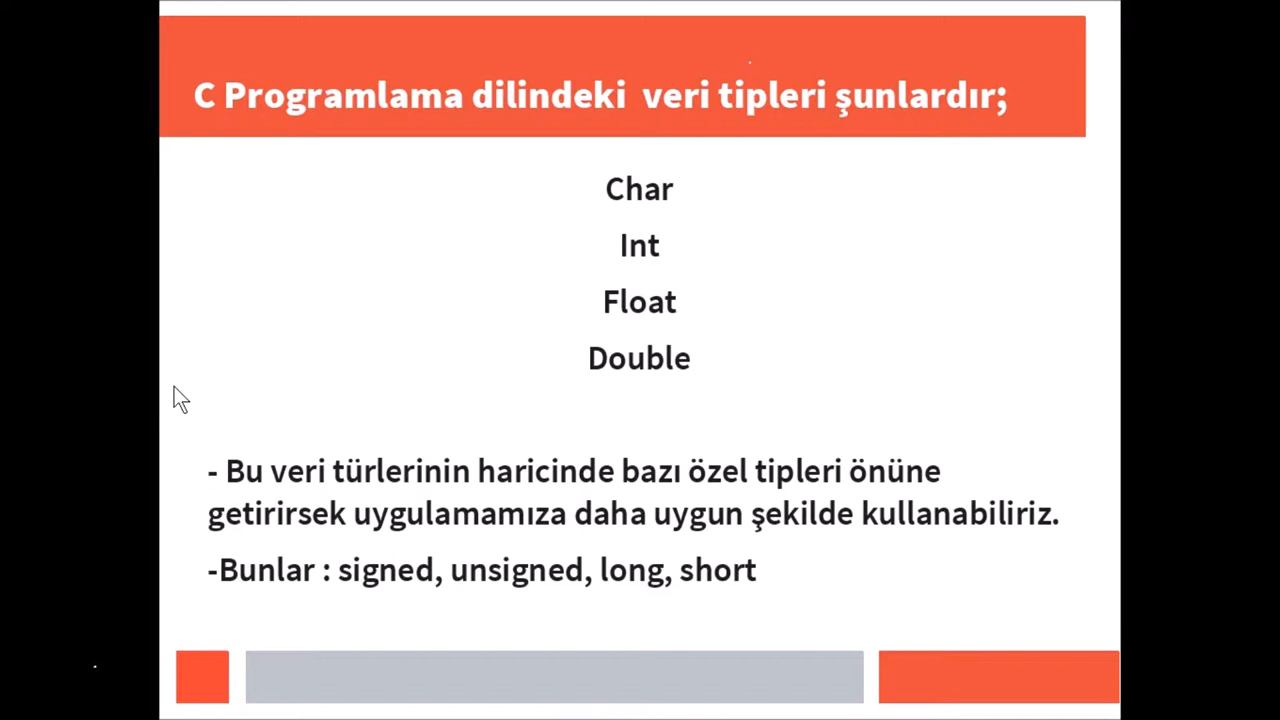 C Programlama dilindeki veri tipleri şunlardır;
Char
Int
Float
Double
- Bu veri türlerinin haricinde bazı özel tipleri önüne
getirirsek uygulamamıza daha uygun şekilde kullanabiliriz.
-Bunlar : signed, unsigned, long, short